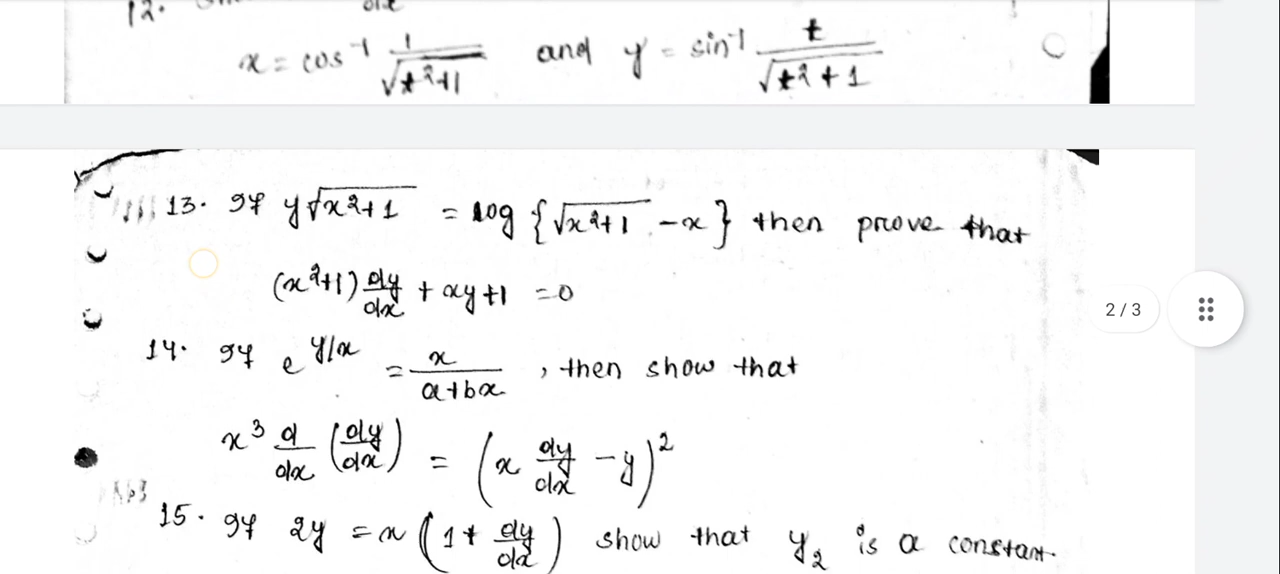 12.
x = cos⁻¹ 1/√(t²+1) and y = sin⁻¹ t/√(t²+1)
13. If y√(x²+1) = log {√(x²+1) - x} then prove that
(x²+1) dy/dx + xy + 1 = 0
2 / 3
14. If e^(y/x) = x/(a+bx), then show that
x³ d/dx (dy/dx) = (x dy/dx - y)²
15. If 2y = x (1 + dy/dx) show that y₂ is a constant